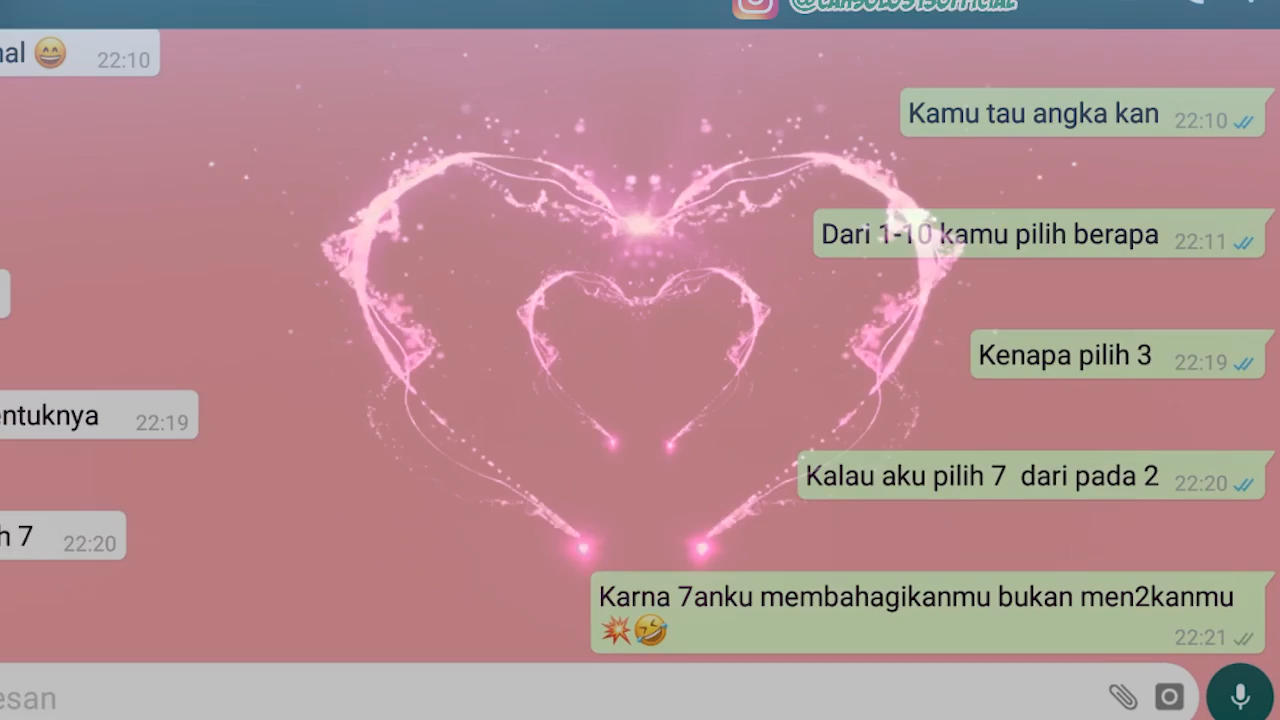 @CAHSOLO313OFFICIAL
22:10
Kamu tau angka kan 22:10
Dari 1-10 kamu pilih berapa 22:11
Kenapa pilih 3 22:19
entuknya 22:19
Kalau aku pilih 7 dari pada 2 22:20
h 7 22:20
Karna 7anku membahagikanmu bukan men2kanmu
💥🤣 22:21
esan